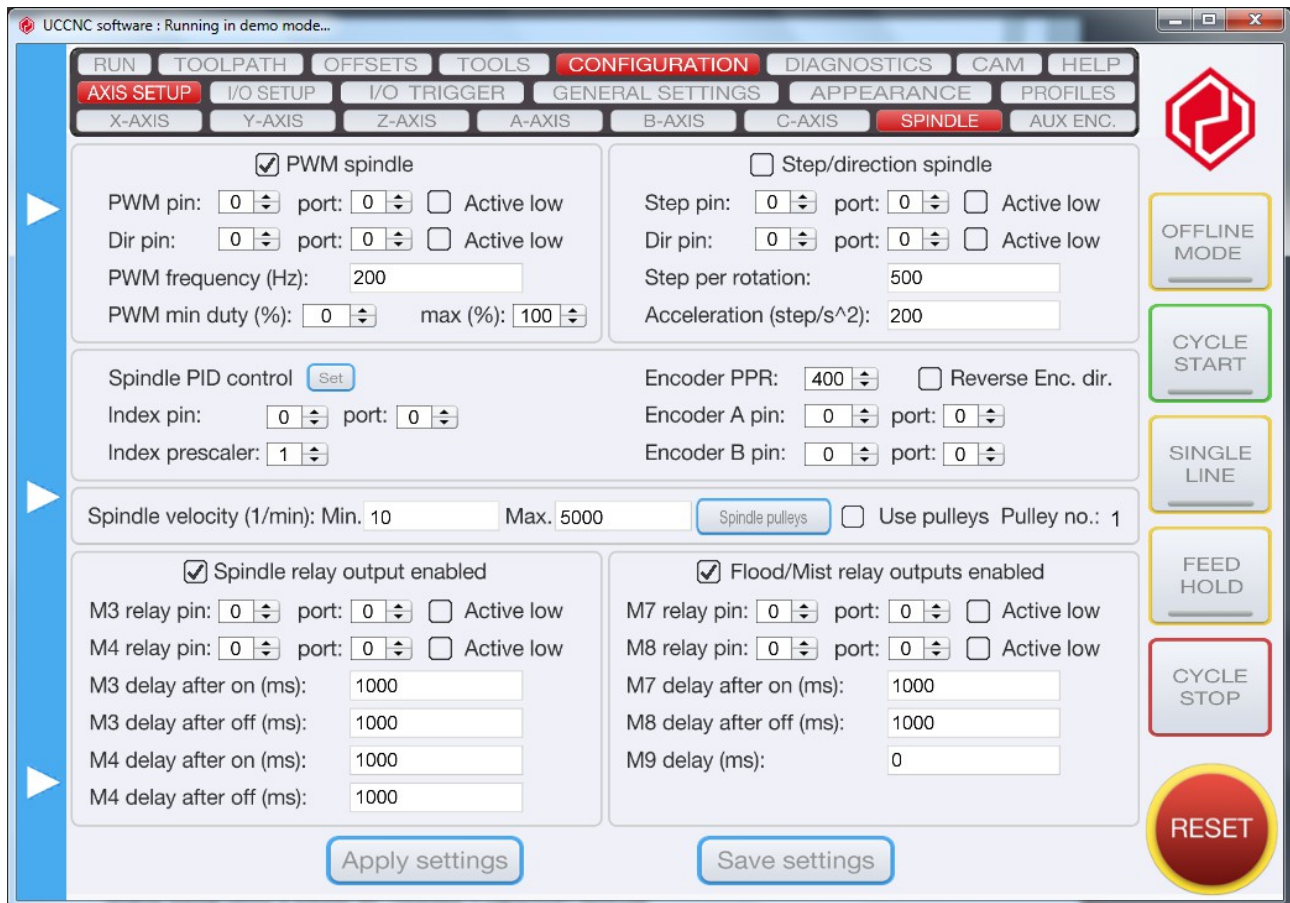 UCCNC software : Running in demo mode...
RUN TOOLPATH OFFSETS TOOLS CONFIGURATION DIAGNOSTICS CAM HELP
AXIS SETUP I/O SETUP I/O TRIGGER GENERAL SETTINGS APPEARANCE PROFILES
X-AXIS Y-AXIS Z-AXIS A-AXIS B-AXIS C-AXIS SPINDLE AUX ENC.
PWM spindle
PWM pin: 0 port: 0 Active low
Dir pin: 0 port: 0 Active low
PWM frequency (Hz): 200
PWM min duty (%): 0 max (%): 100
Step/direction spindle
Step pin: 0 port: 0 Active low
Dir pin: 0 port: 0 Active low
Step per rotation: 500
Acceleration (step/s^2): 200
Spindle PID control Set
Index pin: 0 port: 0
Index prescaler: 1
Encoder PPR: 400 Reverse Enc. dir.
Encoder A pin: 0 port: 0
Encoder B pin: 0 port: 0
Spindle velocity (1/min): Min. 10 Max. 5000 Spindle pulleys Use pulleys Pulley no.: 1
Spindle relay output enabled
M3 relay pin: 0 port: 0 Active low
M4 relay pin: 0 port: 0 Active low
M3 delay after on (ms): 1000
M3 delay after off (ms): 1000
M4 delay after on (ms): 1000
M4 delay after off (ms): 1000
Flood/Mist relay outputs enabled
M7 relay pin: 0 port: 0 Active low
M8 relay pin: 0 port: 0 Active low
M7 delay after on (ms): 1000
M8 delay after off (ms): 1000
M9 delay (ms): 0
Apply settings Save settings
OFFLINE
MODE
CYCLE
START
SINGLE
LINE
FEED
HOLD
CYCLE
STOP
RESET